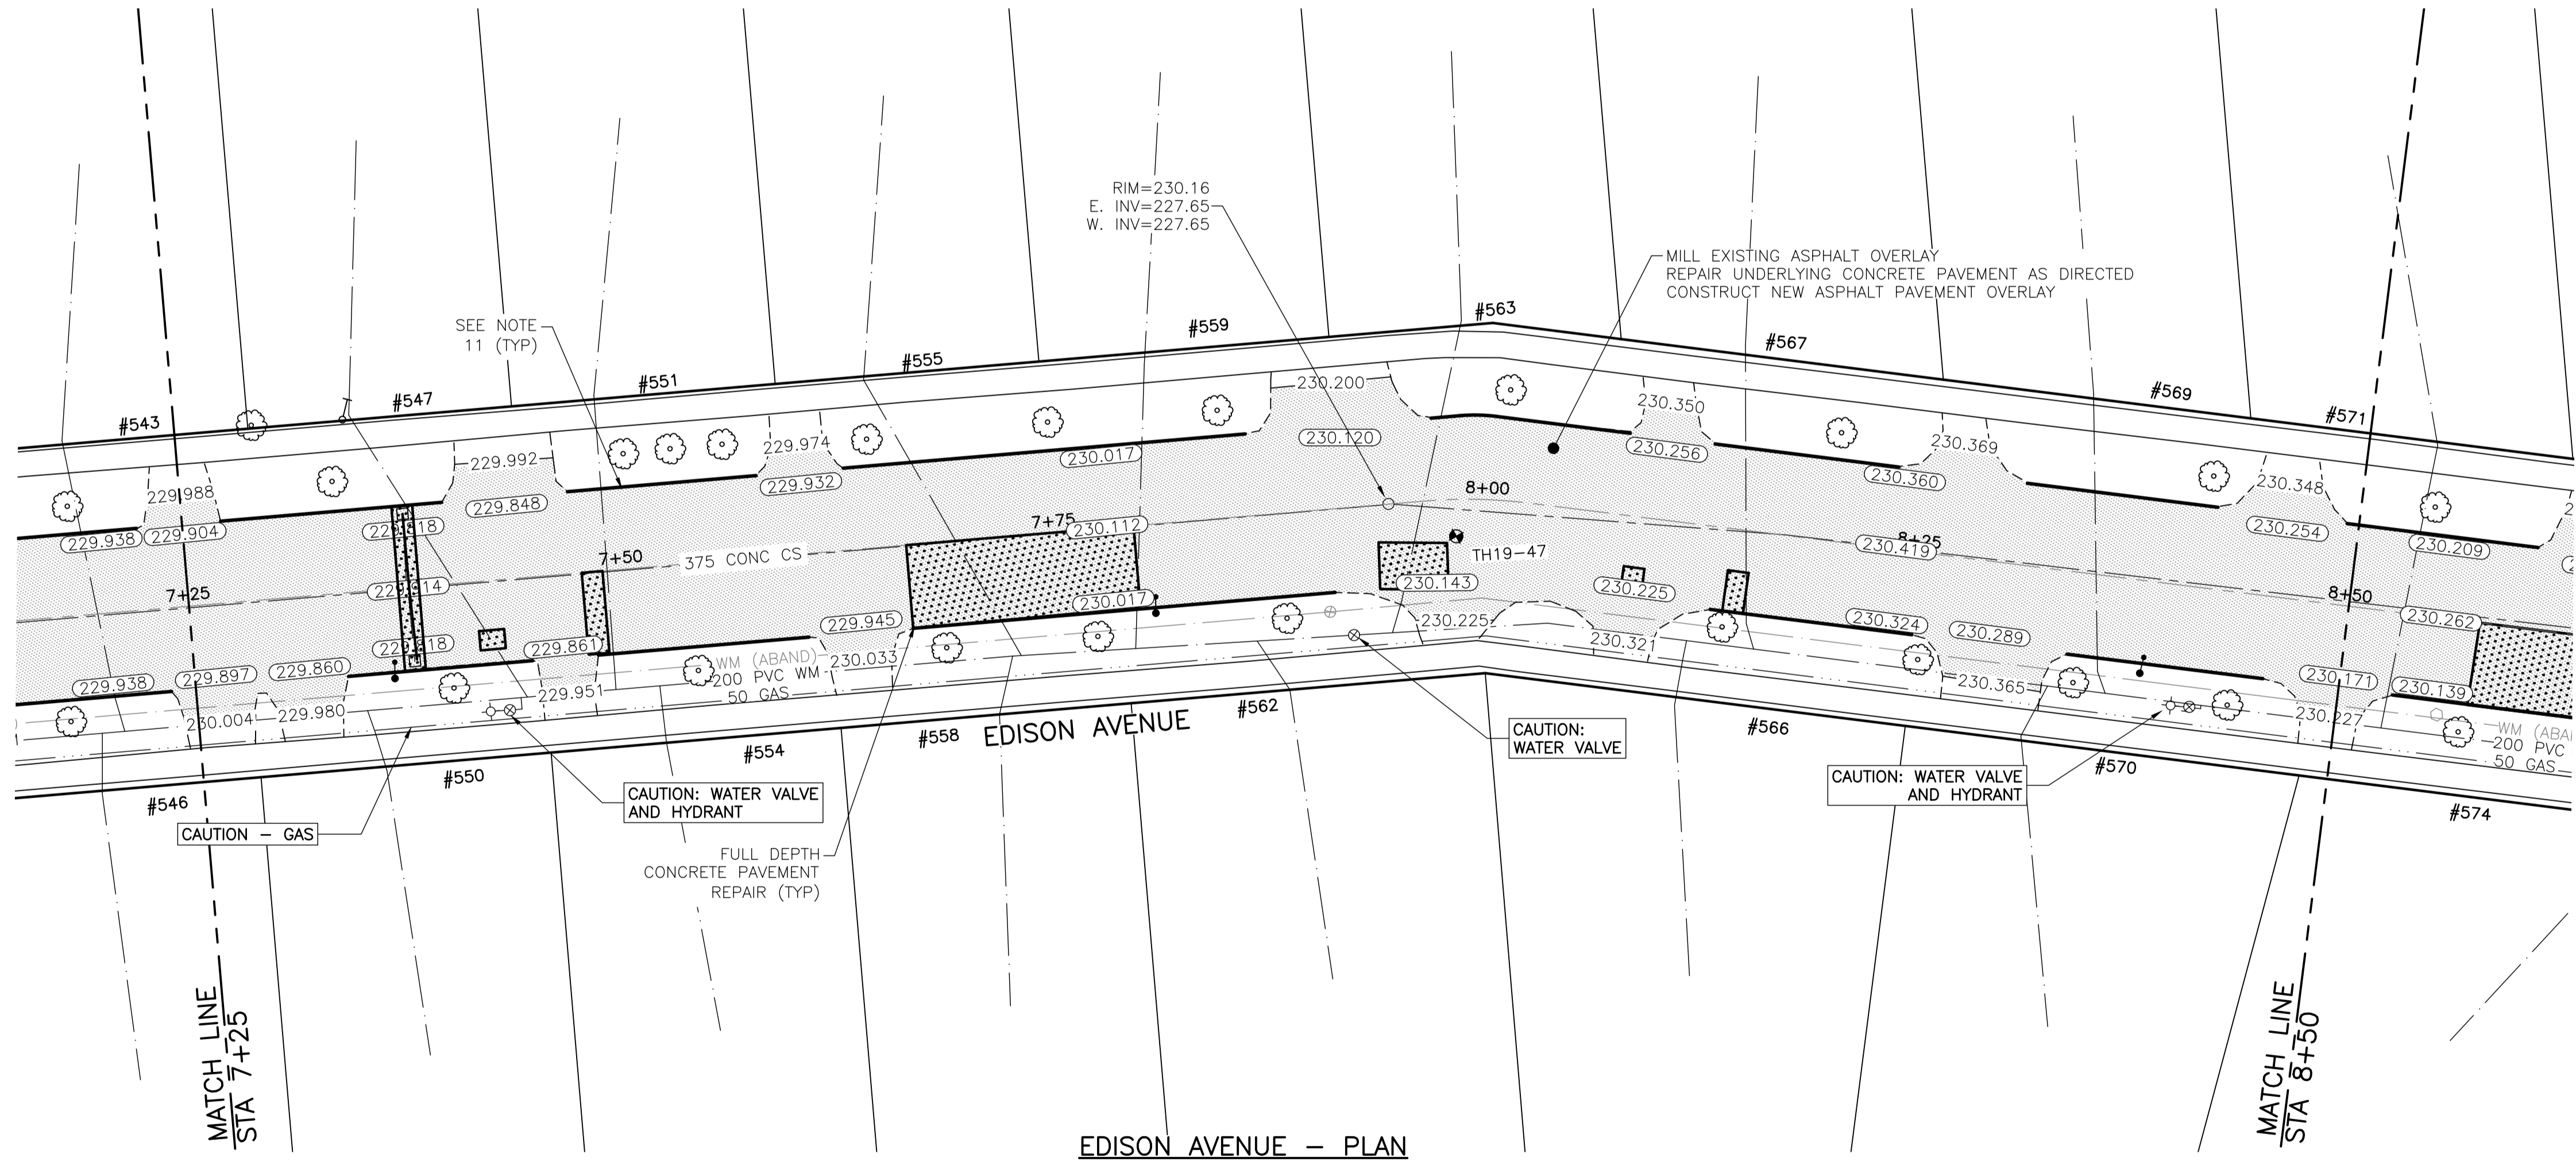 RIM=230.16
E. INV=227.65
W. INV=227.65
MILL EXISTING ASPHALT OVERLAY
REPAIR UNDERLYING CONCRETE PAVEMENT AS DIRECTED
CONSTRUCT NEW ASPHALT PAVEMENT OVERLAY
SEE NOTE
11 (TYP)
#543
#547
#551
#555
#559
#563
#567
#569
#571
229.988
229.992
229.974
230.200
230.350
230.369
230.348
229.938
229.904
229.848
229.932
230.017
230.120
230.256
230.360
230.254
230.209
7+25
229.914
7+50
375 CONC CS
7+75
230.112
8+00
TH19-47
230.419
8+25
8+50
229.938
229.897
229.860
229.861
229.945
230.017
230.143
230.225
230.324
230.289
230.262
230.171
230.139
230.004
229.980
229.951
230.033
230.225
230.321
230.365
230.227
WM (ABAND)
200 PVC WM
50 GAS
200 PVC
50 GAS
#546
#550
#554
#558
#562
#566
#570
#574
EDISON AVENUE
CAUTION - GAS
CAUTION: WATER VALVE
AND HYDRANT
FULL DEPTH
CONCRETE PAVEMENT
REPAIR (TYP)
CAUTION:
WATER VALVE
CAUTION: WATER VALVE
AND HYDRANT
MATCH LINE
STA 7+25
MATCH LINE
STA 8+50
EDISON AVENUE - PLAN